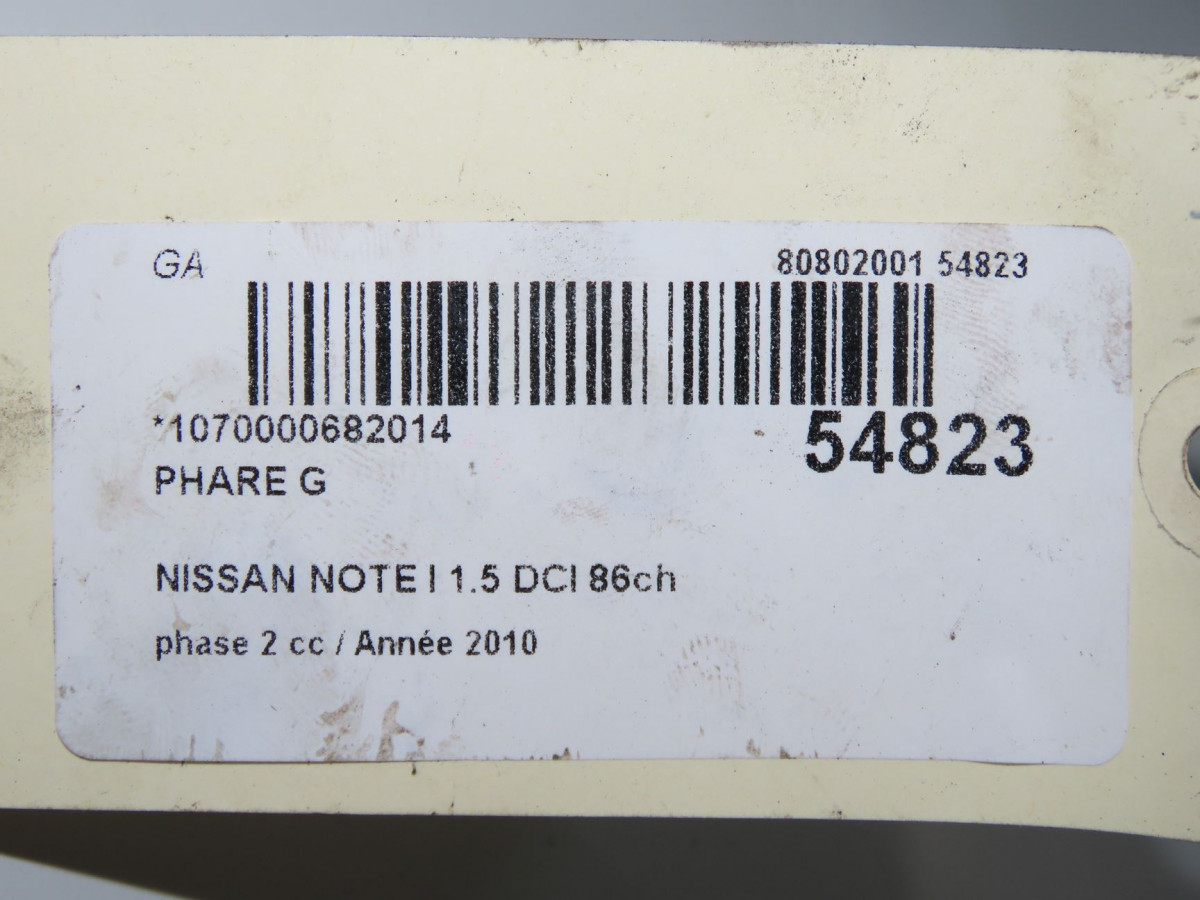 GA 80802001 54823
*1070000682014 54823
PHARE G
NISSAN NOTE I 1.5 DCI 86ch
phase 2 cc / Année 2010